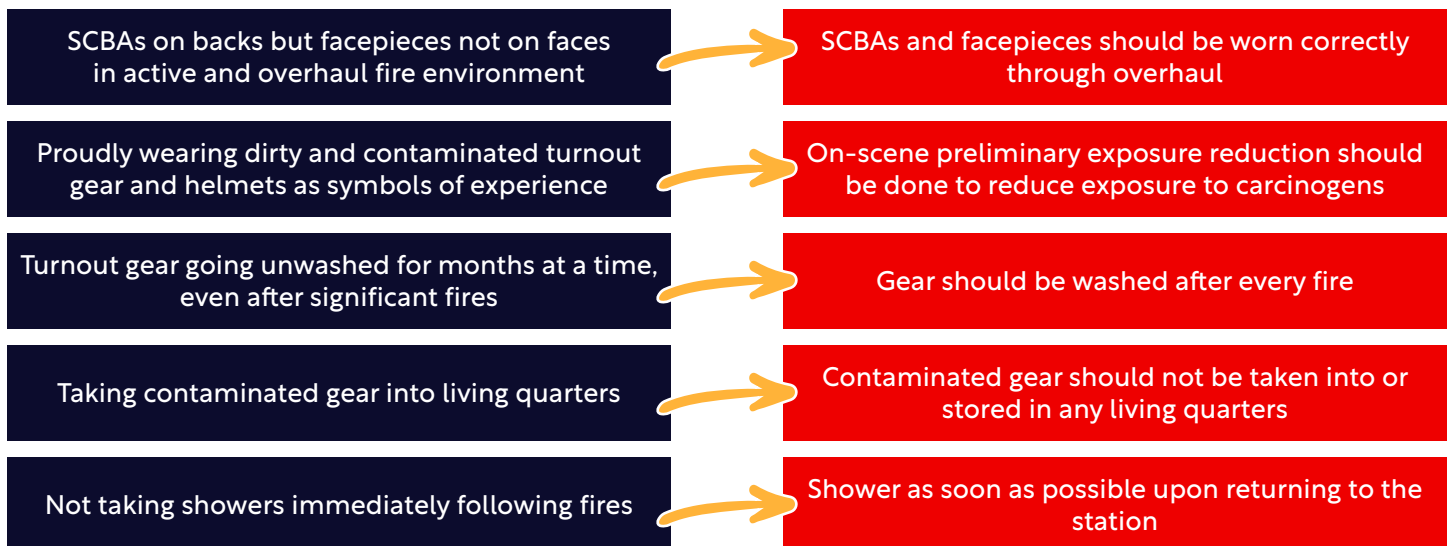 SCBAs on backs but facepieces not on faces
in active and overhaul fire environment
SCBAs and facepieces should be worn correctly
through overhaul
Proudly wearing dirty and contaminated turnout
gear and helmets as symbols of experience
On-scene preliminary exposure reduction should
be done to reduce exposure to carcinogens
Turnout gear going unwashed for months at a time,
even after significant fires
Gear should be washed after every fire
Taking contaminated gear into living quarters
Contaminated gear should not be taken into or
stored in any living quarters
Not taking showers immediately following fires
Shower as soon as possible upon returning to the
station